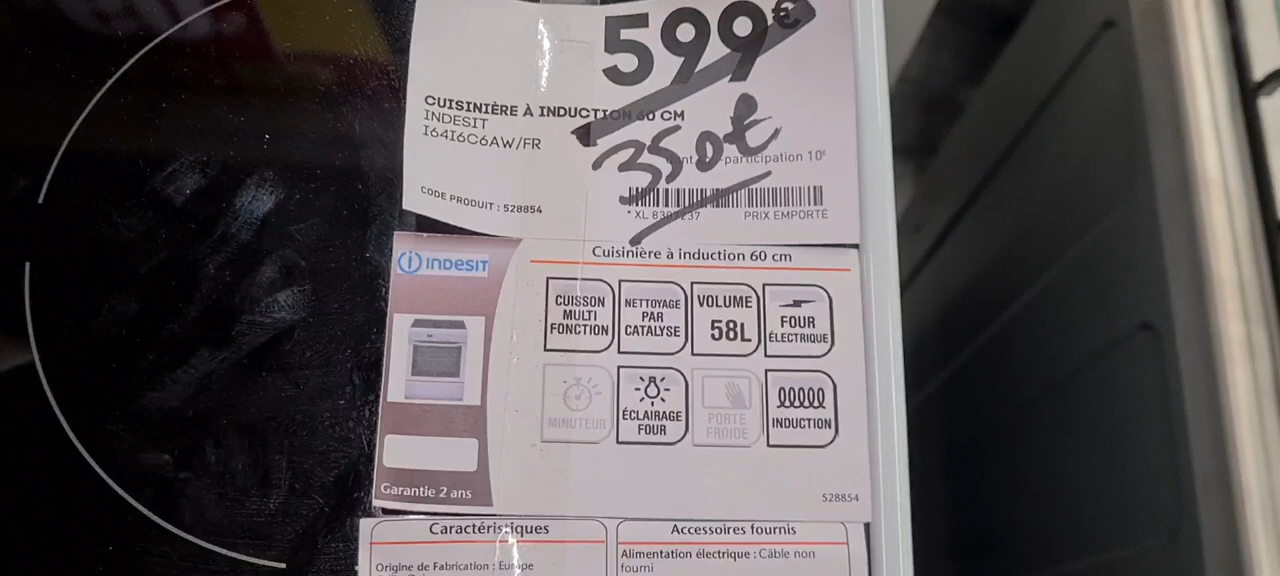 599€
CUISINIÈRE À INDUCTION 60 CM
INDESIT
I64I6C6AW/FR
350€
participation 10€
CODE PRODUIT : 528854
* XL 8307237 PRIX EMPORTÉ
INDESIT
Cuisinière à induction 60 cm
CUISSON
MULTI
FONCTION
NETTOYAGE
PAR
CATALYSE
VOLUME
58L
FOUR
ÉLECTRIQUE
MINUTEUR
ÉCLAIRAGE
FOUR
PORTE
FROIDE
INDUCTION
Garantie 2 ans
528854
Caractéristiques
Origine de Fabrication : Europe
Accessoires fournis
Alimentation électrique : Câble non
fourni